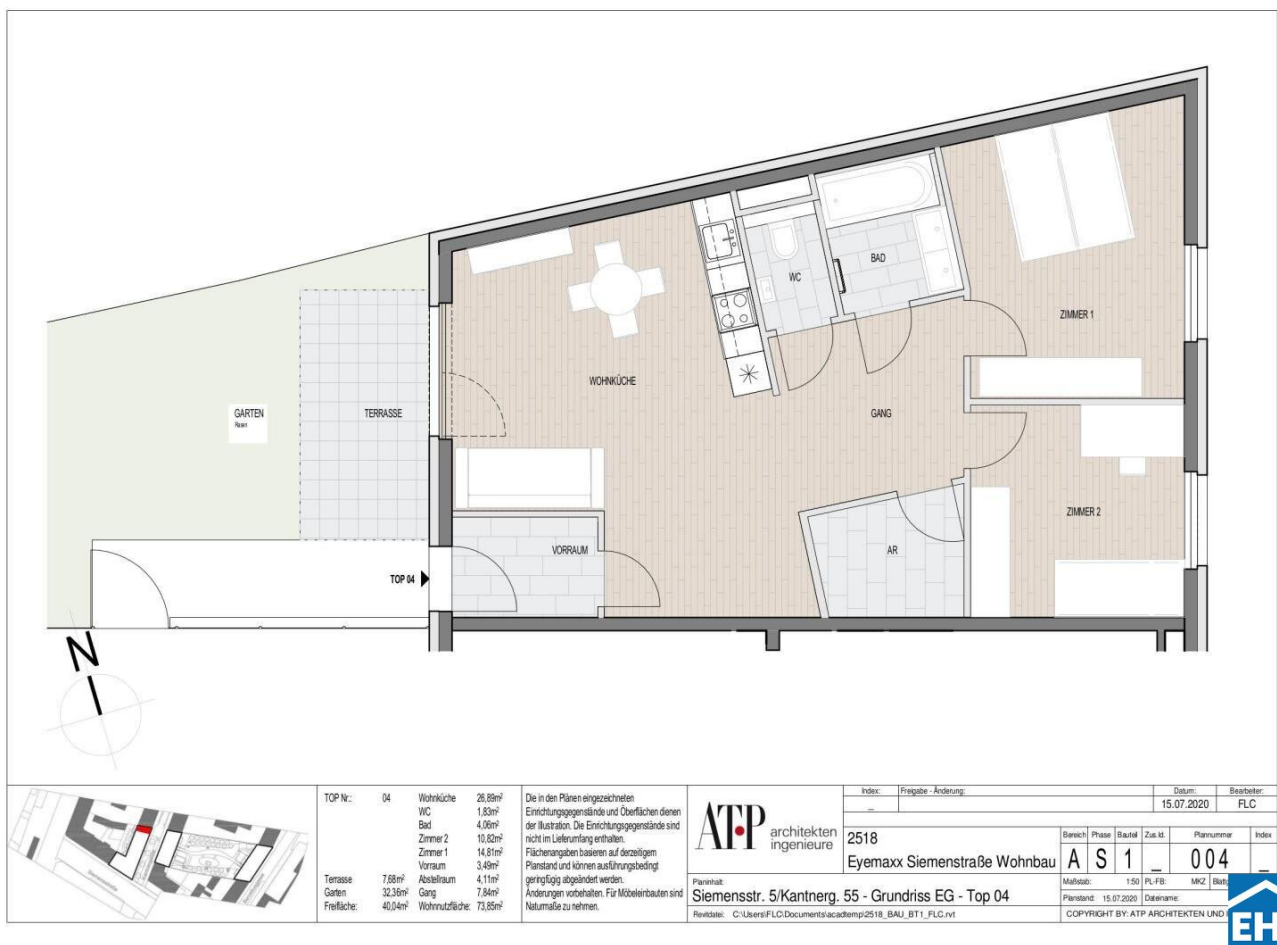 WC
BAD
ZIMMER 1
WOHNKÜCHE
GARTEN
Rasen
TERRASSE
GANG
ZIMMER 2
VORRAUM
AR
TOP 04
N
TOP Nr.: 04 Wohnküche 26,89m²
WC 1,83m²
Bad 4,06m²
Zimmer 2 10,82m²
Zimmer 1 14,81m²
Vorraum 3,49m²
Terrasse 7,68m² Abstellraum 4,11m²
Garten 32,36m² Gang 7,84m²
Freifläche: 40,04m² Wohnnutzfläche: 73,85m²
Die in den Plänen eingezeichneten
Einrichtungsgegenstände und Oberflächen dienen
der Illustration. Die Einrichtungsgegenstände sind
nicht im Lieferumfang enthalten.
Flächenangaben basieren auf derzeitigem
Planstand und können ausführungsbedingt
geringfügig abgeändert werden.
Änderungen vorbehalten. Für Möbeleinbauten sind
Naturmaße zu nehmen.
ATP architekten
ingenieure
Index: Freigabe - Änderung: Datum: Bearbeiter:
_ 15.07.2020 FLC
2518
Eyemaxx Siemenstraße Wohnbau
Bereich Phase Bauteil Zus.Id. Plannummer Index
A S 1 _ 004 _
Maßstab: 1:50 PL-FB: MKZ
Planstand: 15.07.2020 Dateiname:
Planinhalt:
Siemensstr. 5/Kantnerg. 55 - Grundriss EG - Top 04
Revitdatei: C:\Users\FLC\Documents\acadtemp\2518_BAU_BT1_FLC.rvt
COPYRIGHT BY: ATP ARCHITEKTEN UND
EH